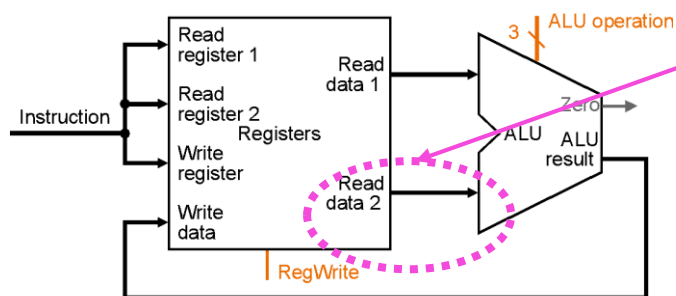 3
ALU operation
Read
register 1
Read
data 1
Read
register 2
Zero
Instruction
Registers
ALU
ALU
result
Write
register
Read
data 2
Write
data
RegWrite